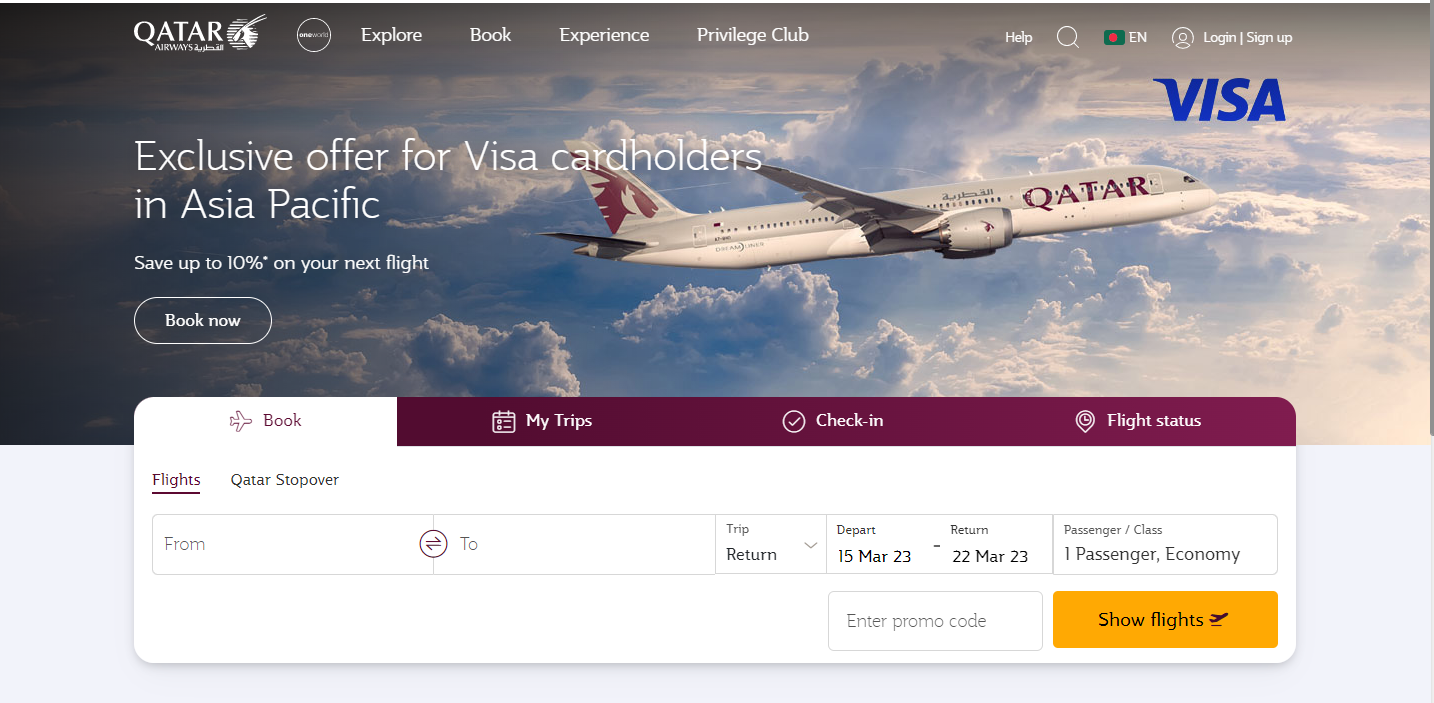 QATAR
AIRWAYS القطرية
oneworld
Explore
Book
Experience
Privilege Club
Help
EN
Login | Sign up
VISA
Exclusive offer for Visa cardholders
in Asia Pacific
القطرية
QATAR
DREAMLINER
Save up to 10%* on your next flight
Book now
Book
My Trips
Check-in
Flight status
Flights
Qatar Stopover
From
To
Trip
Return
Depart
15 Mar 23
-
Return
22 Mar 23
Passenger / Class
1 Passenger, Economy
Enter promo code
Show flights